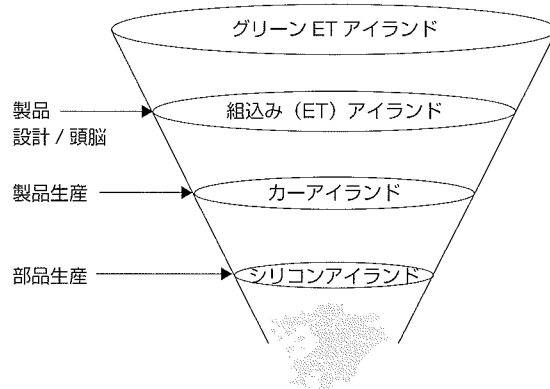 グリーン ET アイランド
製品
設計 / 頭脳
組込み（ET）アイランド
製品生産
カーアイランド
部品生産
シリコンアイランド